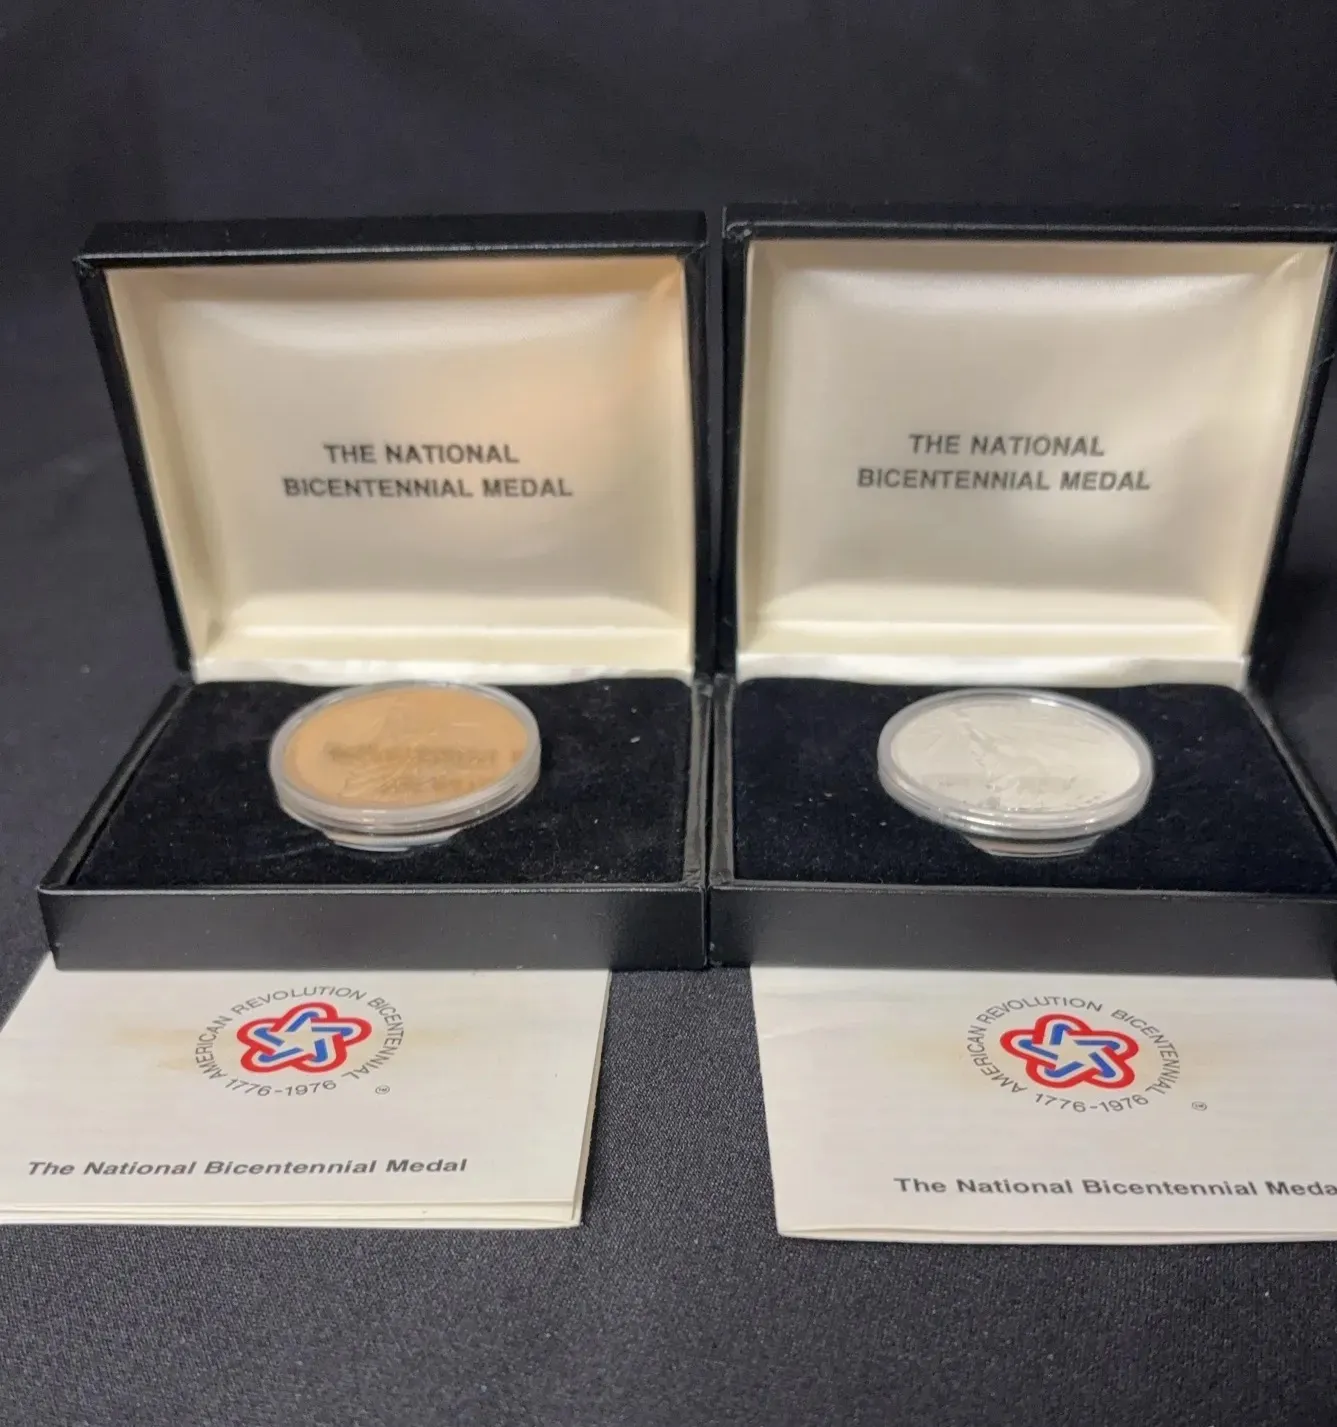 THE NATIONAL
BICENTENNIAL MEDAL
THE NATIONAL
BICENTENNIAL MEDAL
AMERICAN REVOLUTION BICENTENNIAL
1776-1976
The National Bicentennial Medal
AMERICAN REVOLUTION BICENTENNIAL
1776-1976
The National Bicentennial Meda